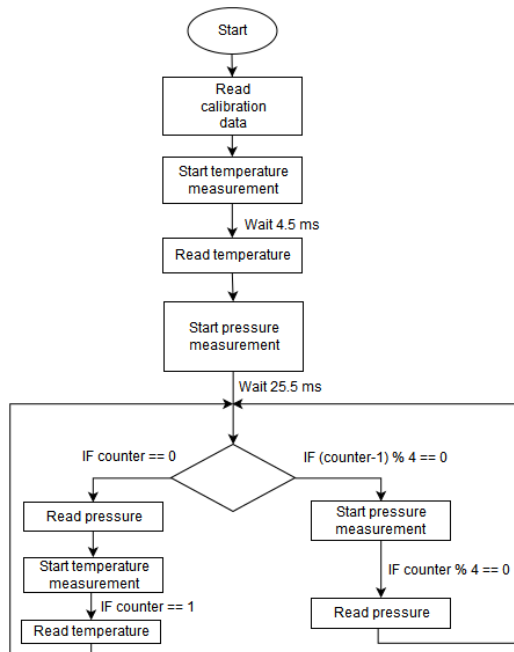 Start
Read
calibration
data
Start temperature
measurement
Wait 4.5 ms
Read temperature
Start pressure
measurement
Wait 25.5 ms
IF counter == 0
IF (counter-1) % 4 == 0
Read pressure
Start pressure
measurement
Start temperature
measurement
IF counter % 4 == 0
IF counter == 1
Read temperature
Read pressure